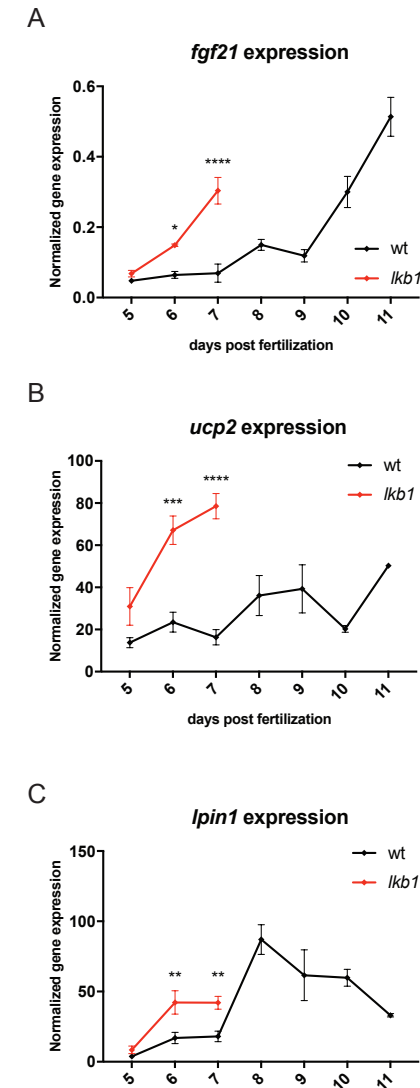 A
fgf21 expression
Normalized gene expression
0.6
0.4
0.2
0.0
*
****
wt
lkb1
5 6 7 8 9 10 11
days post fertilization
B
ucp2 expression
Normalized gene expression
100
80
60
40
20
0
***
****
wt
lkb1
5 6 7 8 9 10 11
days post fertilization
C
lpin1 expression
Normalized gene expression
150
100
50
0
** **
wt
lkb1
5 6 7 8 9 10 11